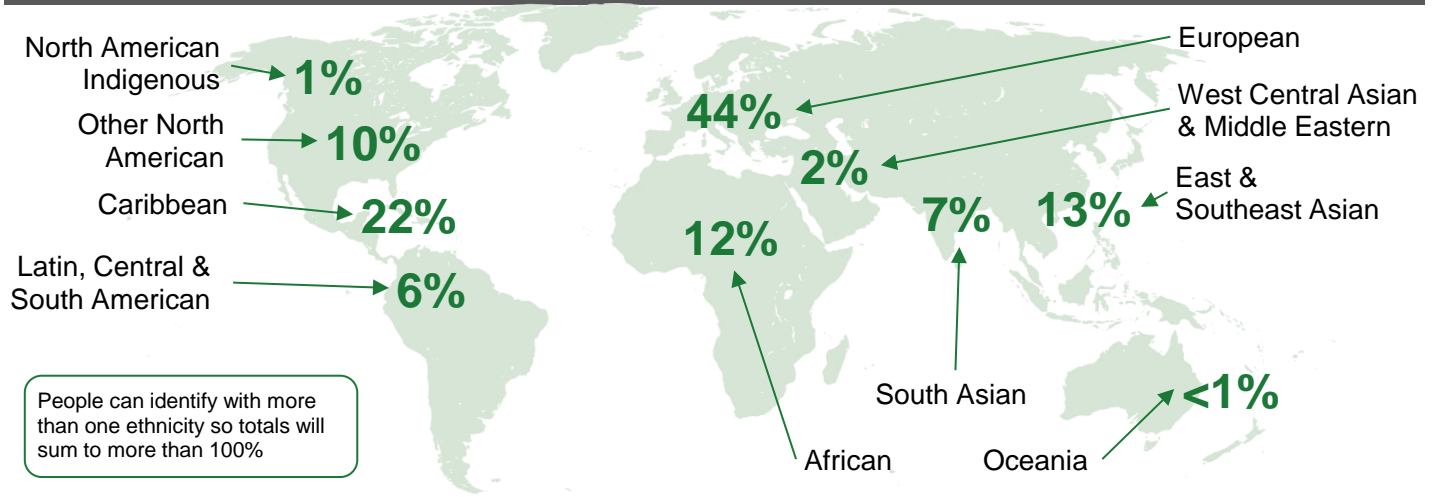 North American
Indigenous
1%
Other North
American
10%
Caribbean
22%
Latin, Central &
South American
6%
European
44%
West Central Asian
& Middle Eastern
2%
East &
Southeast Asian
13%
7%
South Asian
12%
African
<1%
Oceania
People can identify with more
than one ethnicity so totals will
sum to more than 100%